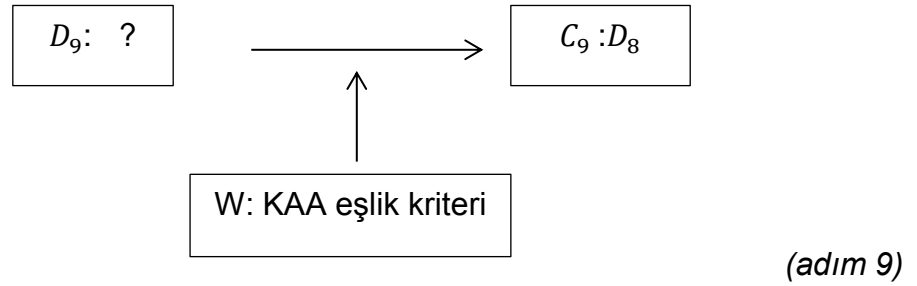 𝐷₉: ?
𝐶₉ :𝐷₈
W: KAA eşlik kriteri
(adım 9)